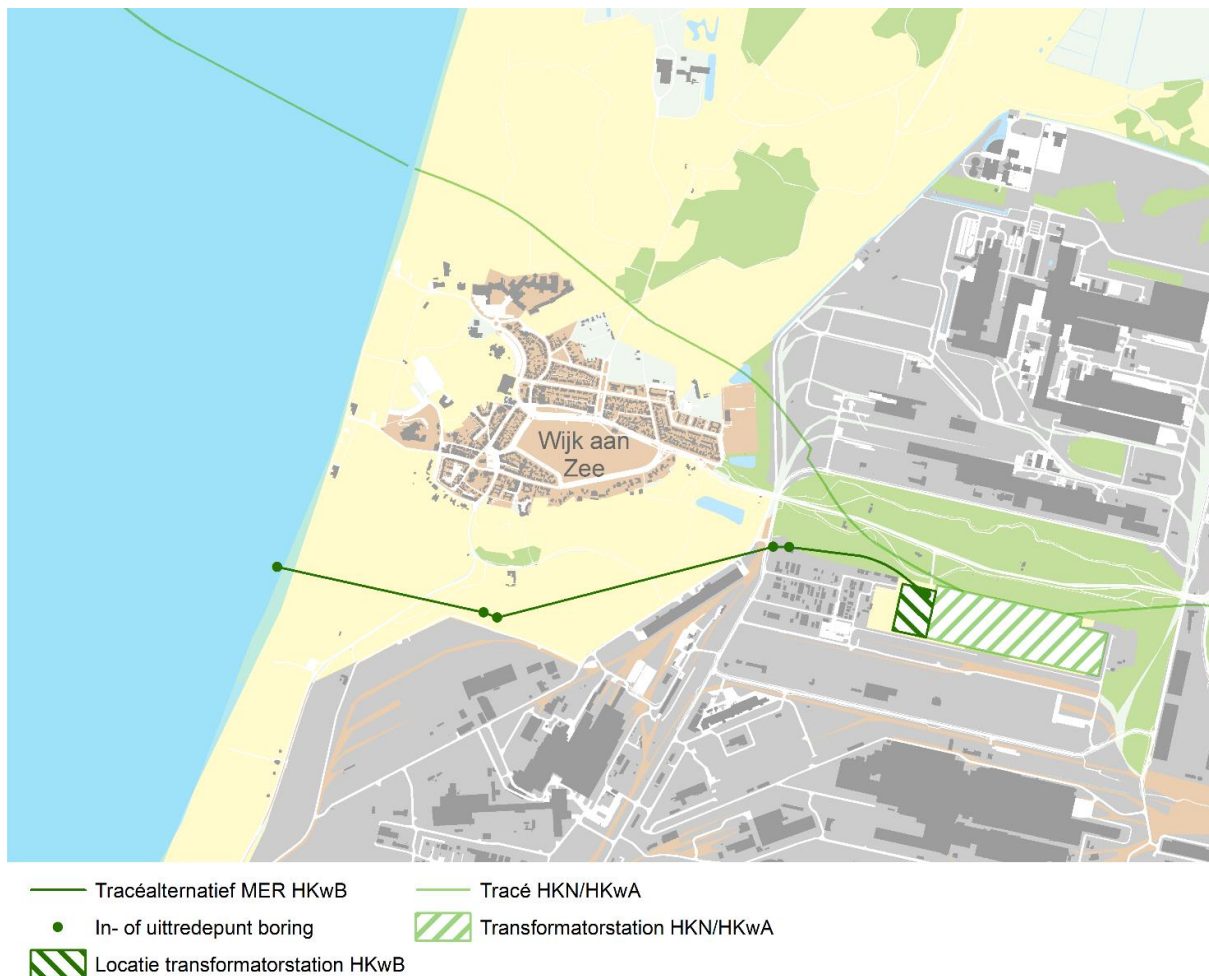 Wijk aan
Zee
Tracéalternatief MER HKwB
In- of uittredepunt boring
Locatie transformatorstation HKwB
Tracé HKN/HKwA
Transformatorstation HKN/HKwA